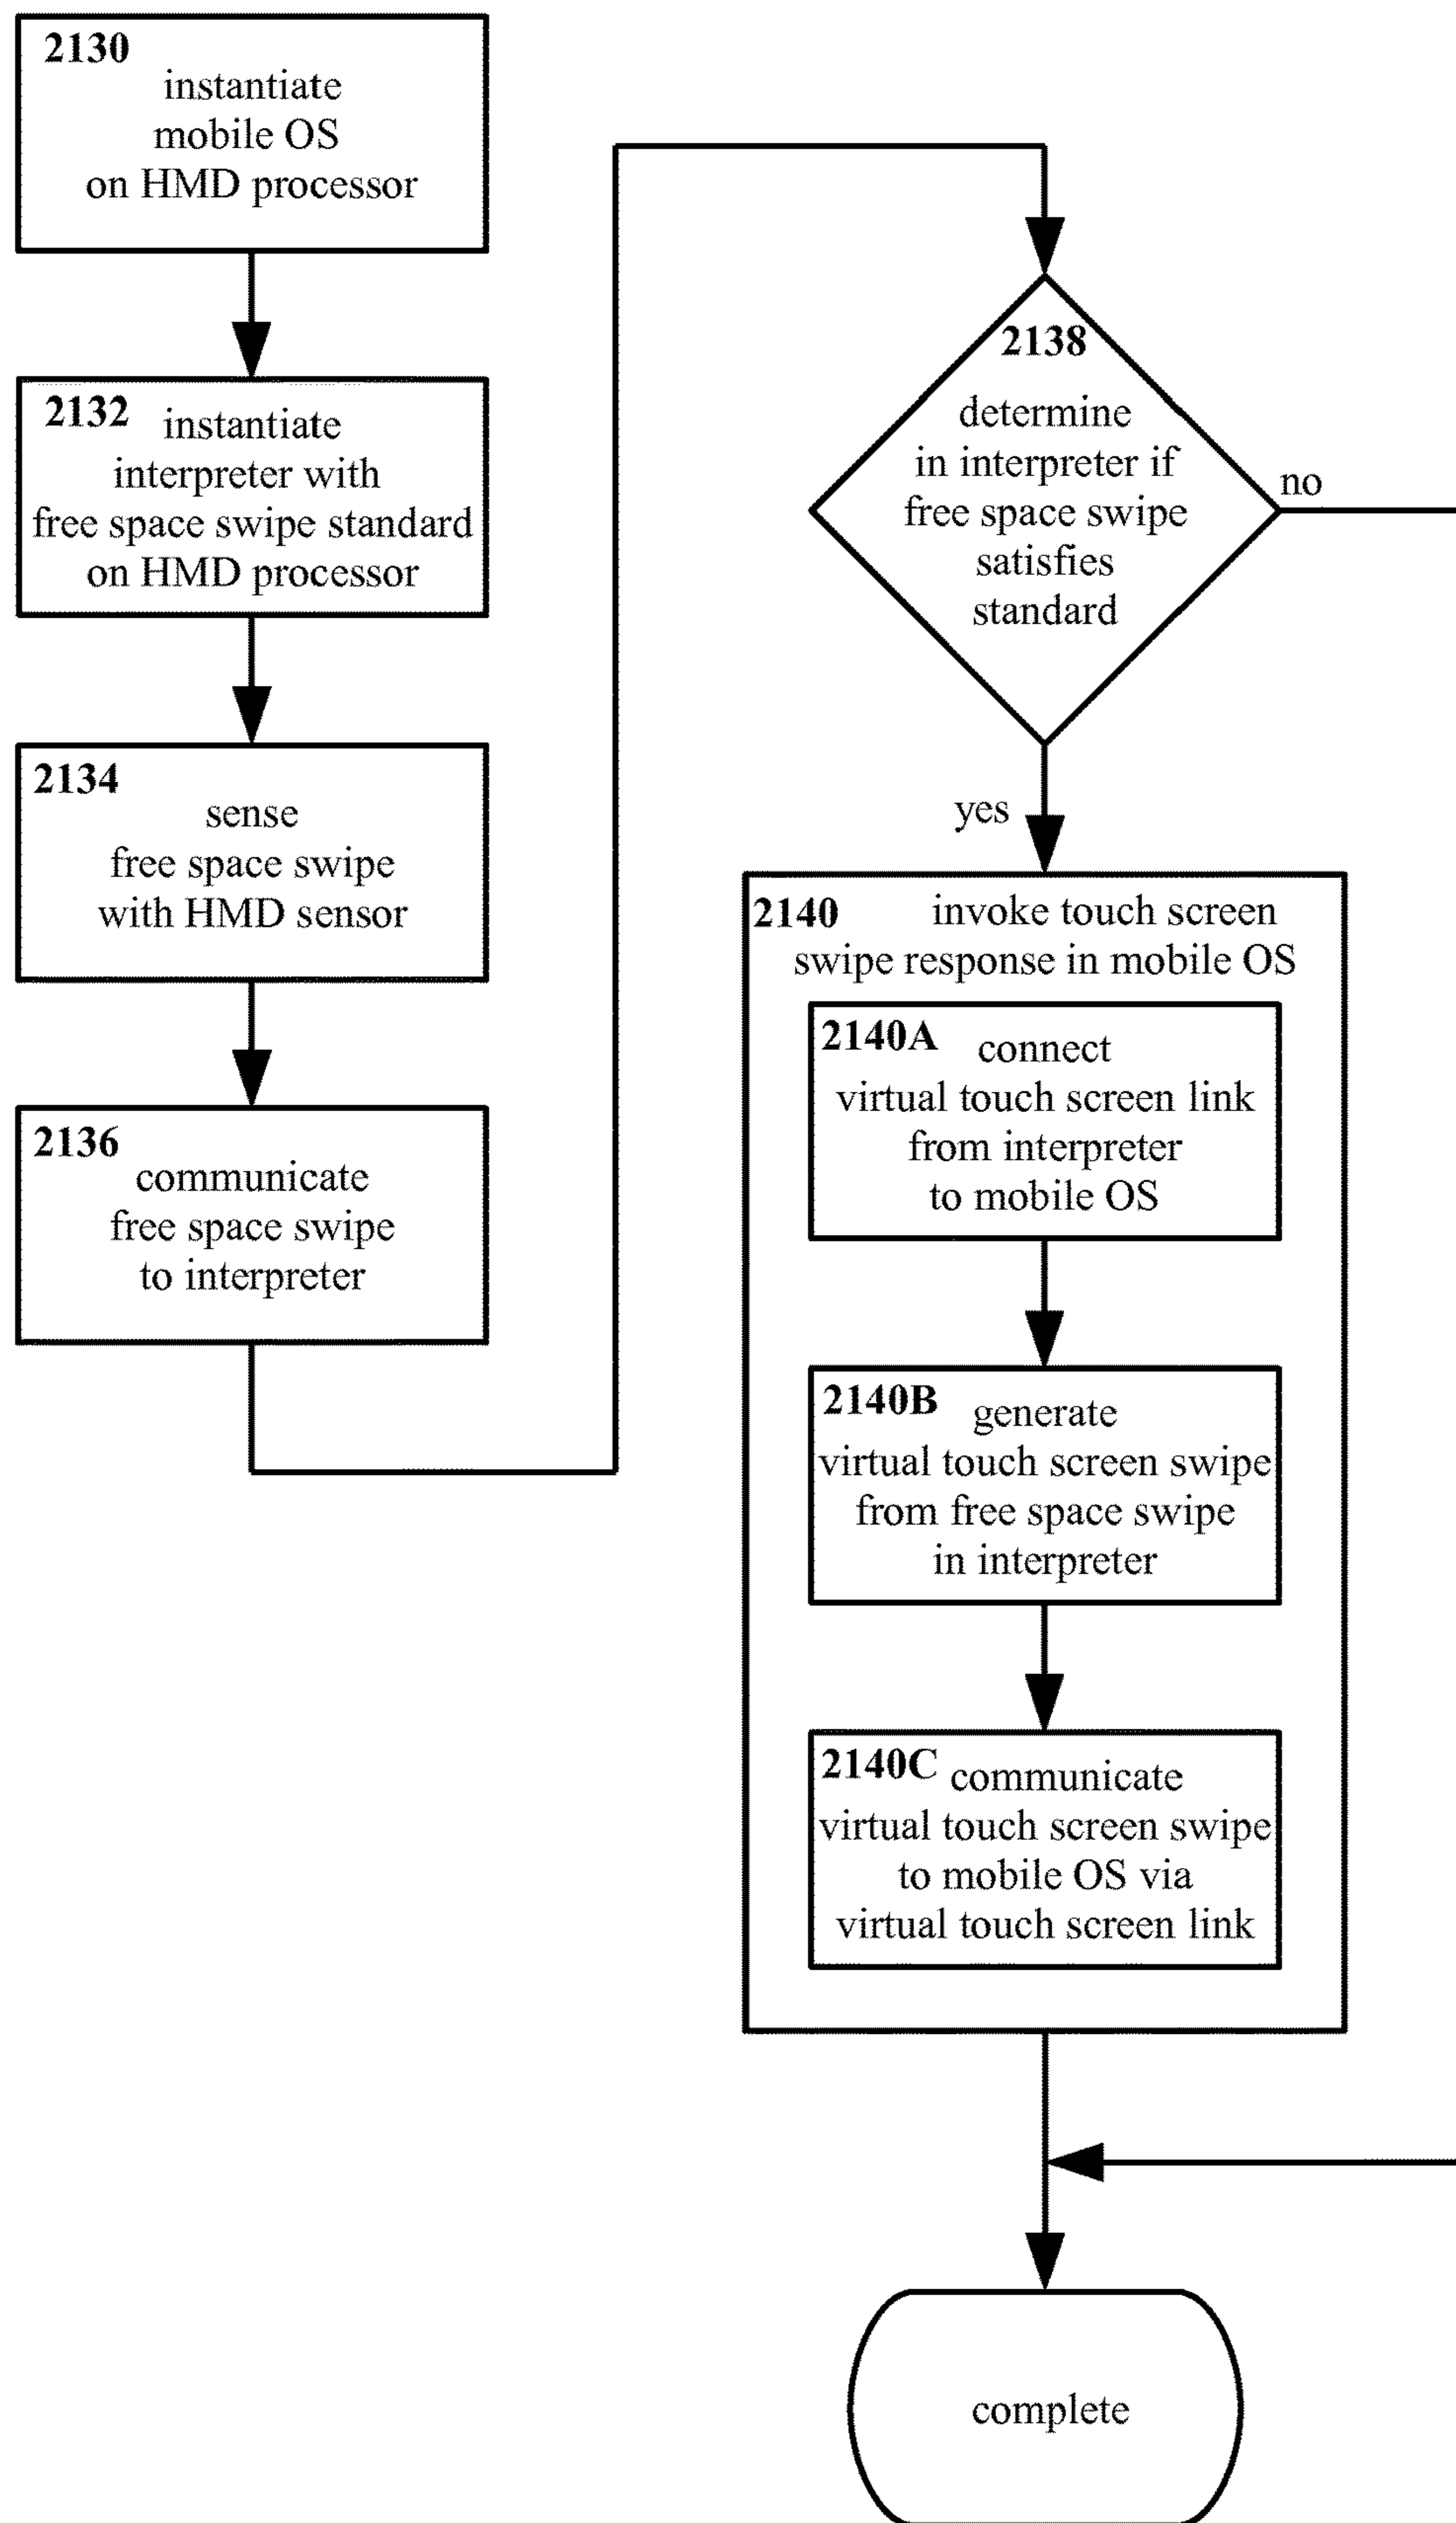 2130
instantiate
mobile OS
on HMD processor
2132 instantiate
interpreter with
free space swipe standard
on HMD processor
2134
sense
free space swipe
with HMD sensor
2136
communicate
free space swipe
to interpreter
2138
determine
in interpreter if
free space swipe
satisfies
standard
no
yes
2140 invoke touch screen
swipe response in mobile OS
2140A connect
virtual touch screen link
from interpreter
to mobile OS
2140B generate
virtual touch screen swipe
from free space swipe
in interpreter
2140C communicate
virtual touch screen swipe
to mobile OS via
virtual touch screen link
complete